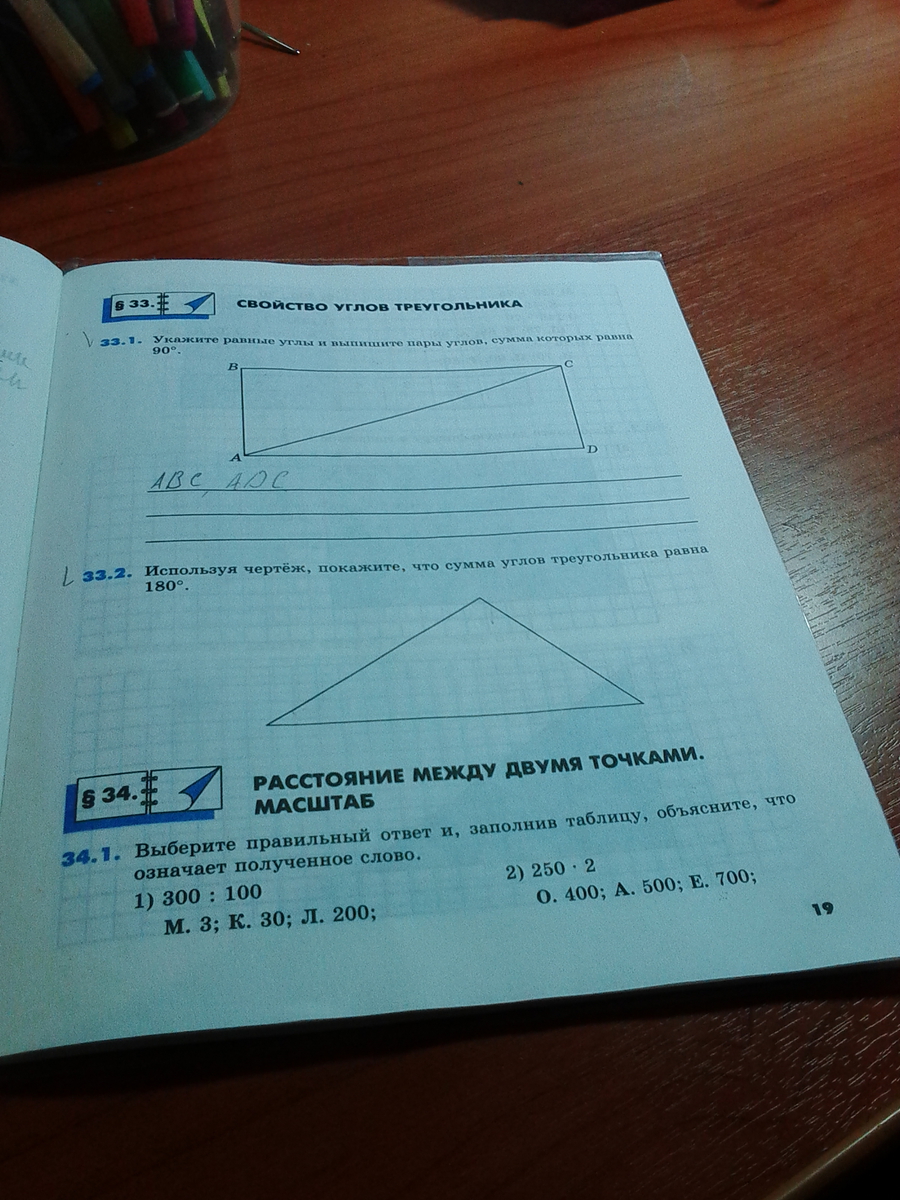 § 33.
СВОЙСТВО УГЛОВ ТРЕУГОЛЬНИКА
33.1. Укажите равные углы и выпишите пары углов, сумма которых равна
90°.
B
C
A
D
ABC, ADC
33.2. Используя чертёж, покажите, что сумма углов треугольника равна
180°.
§ 34.
РАССТОЯНИЕ МЕЖДУ ДВУМЯ ТОЧКАМИ.
МАСШТАБ
34.1. Выберите правильный ответ и, заполнив таблицу, объясните, что
означает полученное слово.
1) 300 : 100
М. 3; К. 30; Л. 200;
2) 250 · 2
О. 400; А. 500; Е. 700;
19